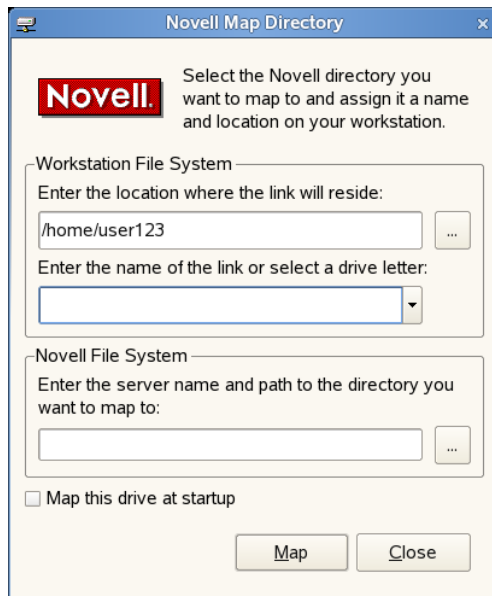 Novell Map Directory
Novell.
Select the Novell directory you
want to map to and assign it a name
and location on your workstation.
Workstation File System
Enter the location where the link will reside:
/home/user123
...
Enter the name of the link or select a drive letter:
Novell File System
Enter the server name and path to the directory you
want to map to:
...
Map this drive at startup
Map
Close